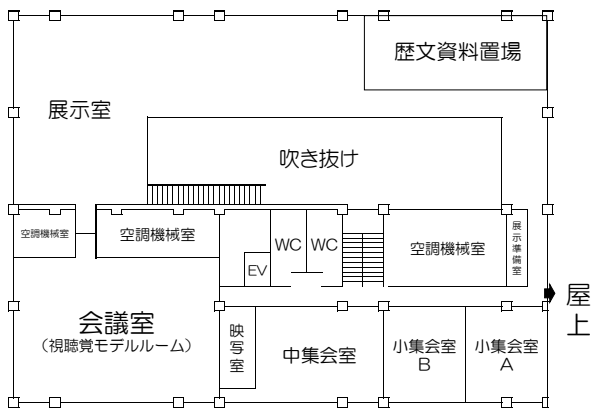 歴文資料置場
展示室
吹き抜け
空調機械室
空調機械室
WC
WC
EV
空調機械室
展示準備室
屋上
会議室
（視聴覚モデルルーム）
映写室
中集会室
小集会室
B
小集会室
A